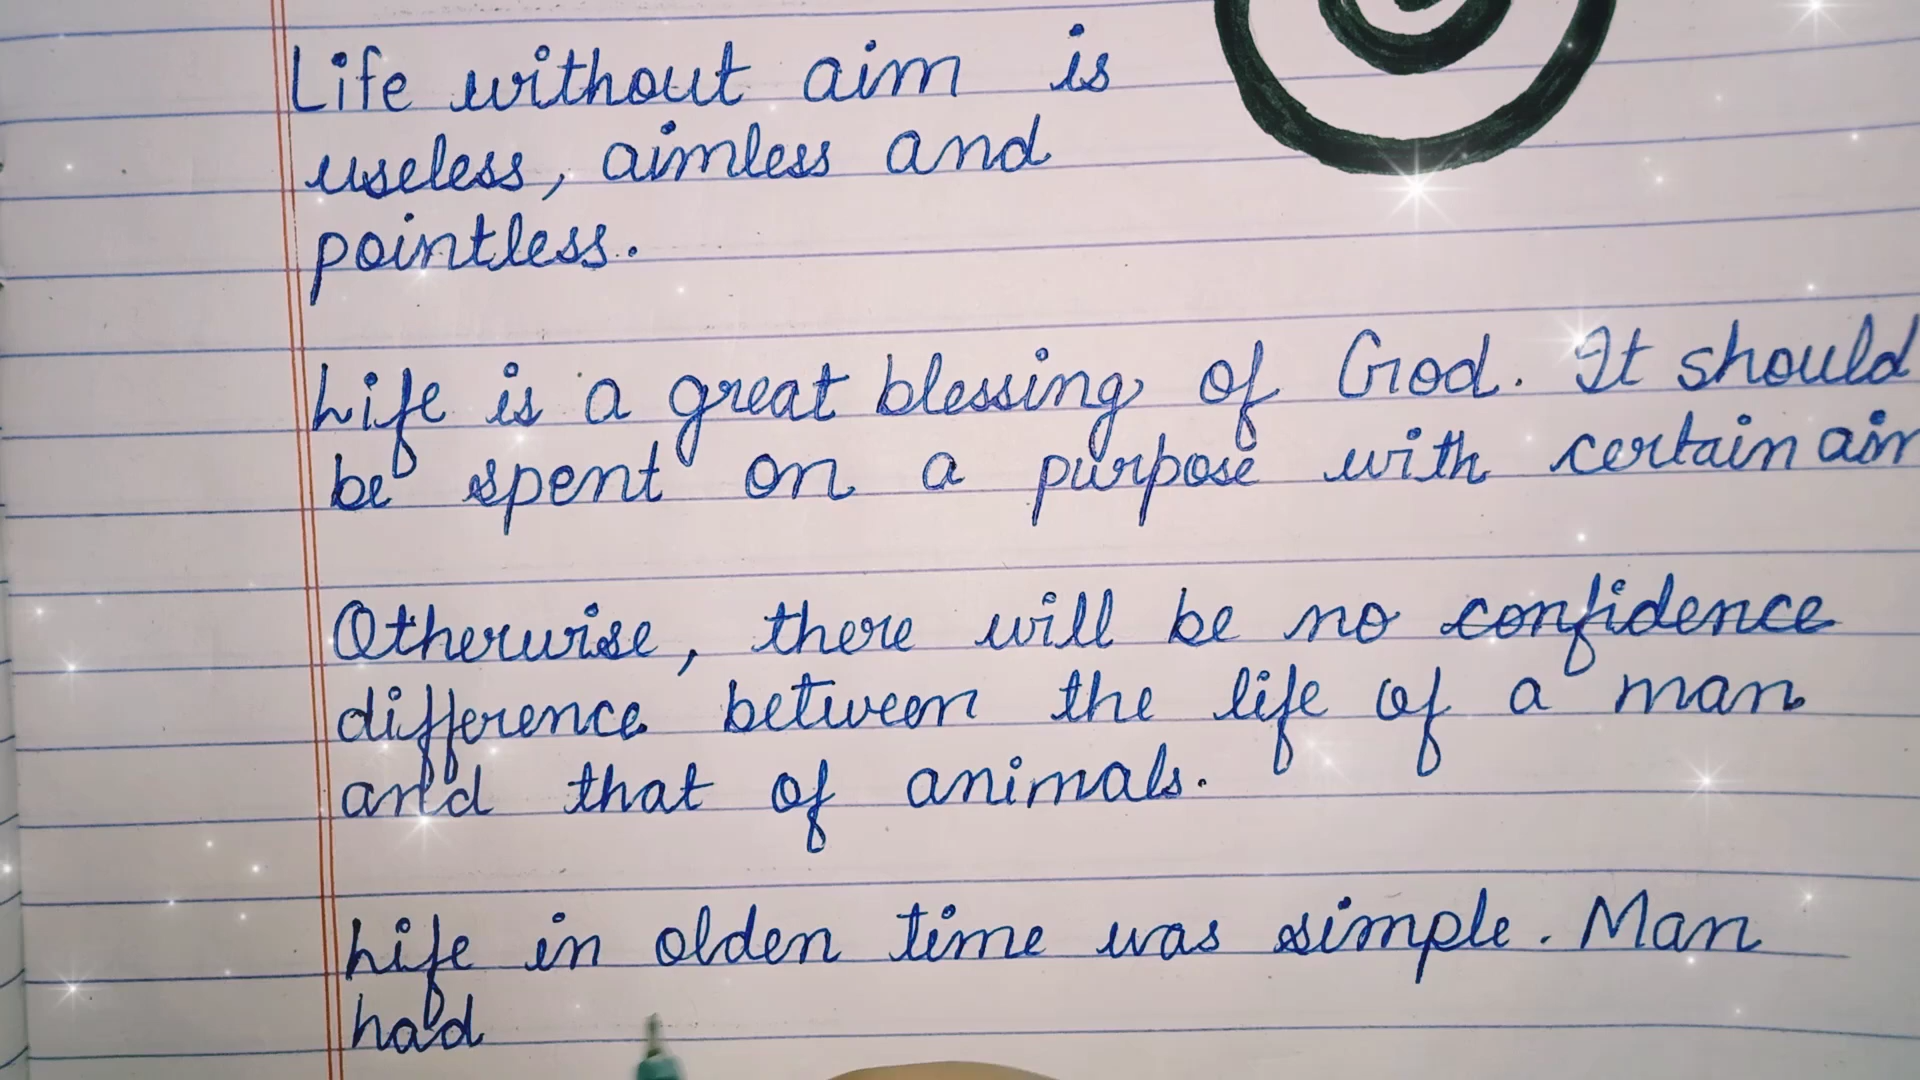 Life without aim is
useless, aimless and
pointless.
Life is a great blessing of God. It should
be spent on a purpose with certain aim
Otherwise, there will be no confidence
difference between the life of a man
and that of animals.
Life in olden time was simple. Man
had